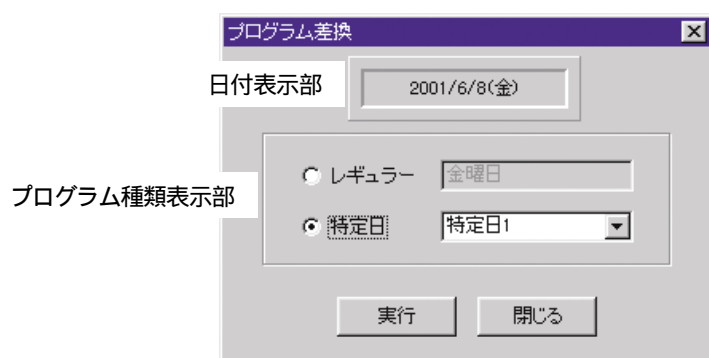 プログラム差換
日付表示部
2001/6/8(金)
レギュラー 金曜日
プログラム種類表示部
特定日 特定日1
実行 閉じる